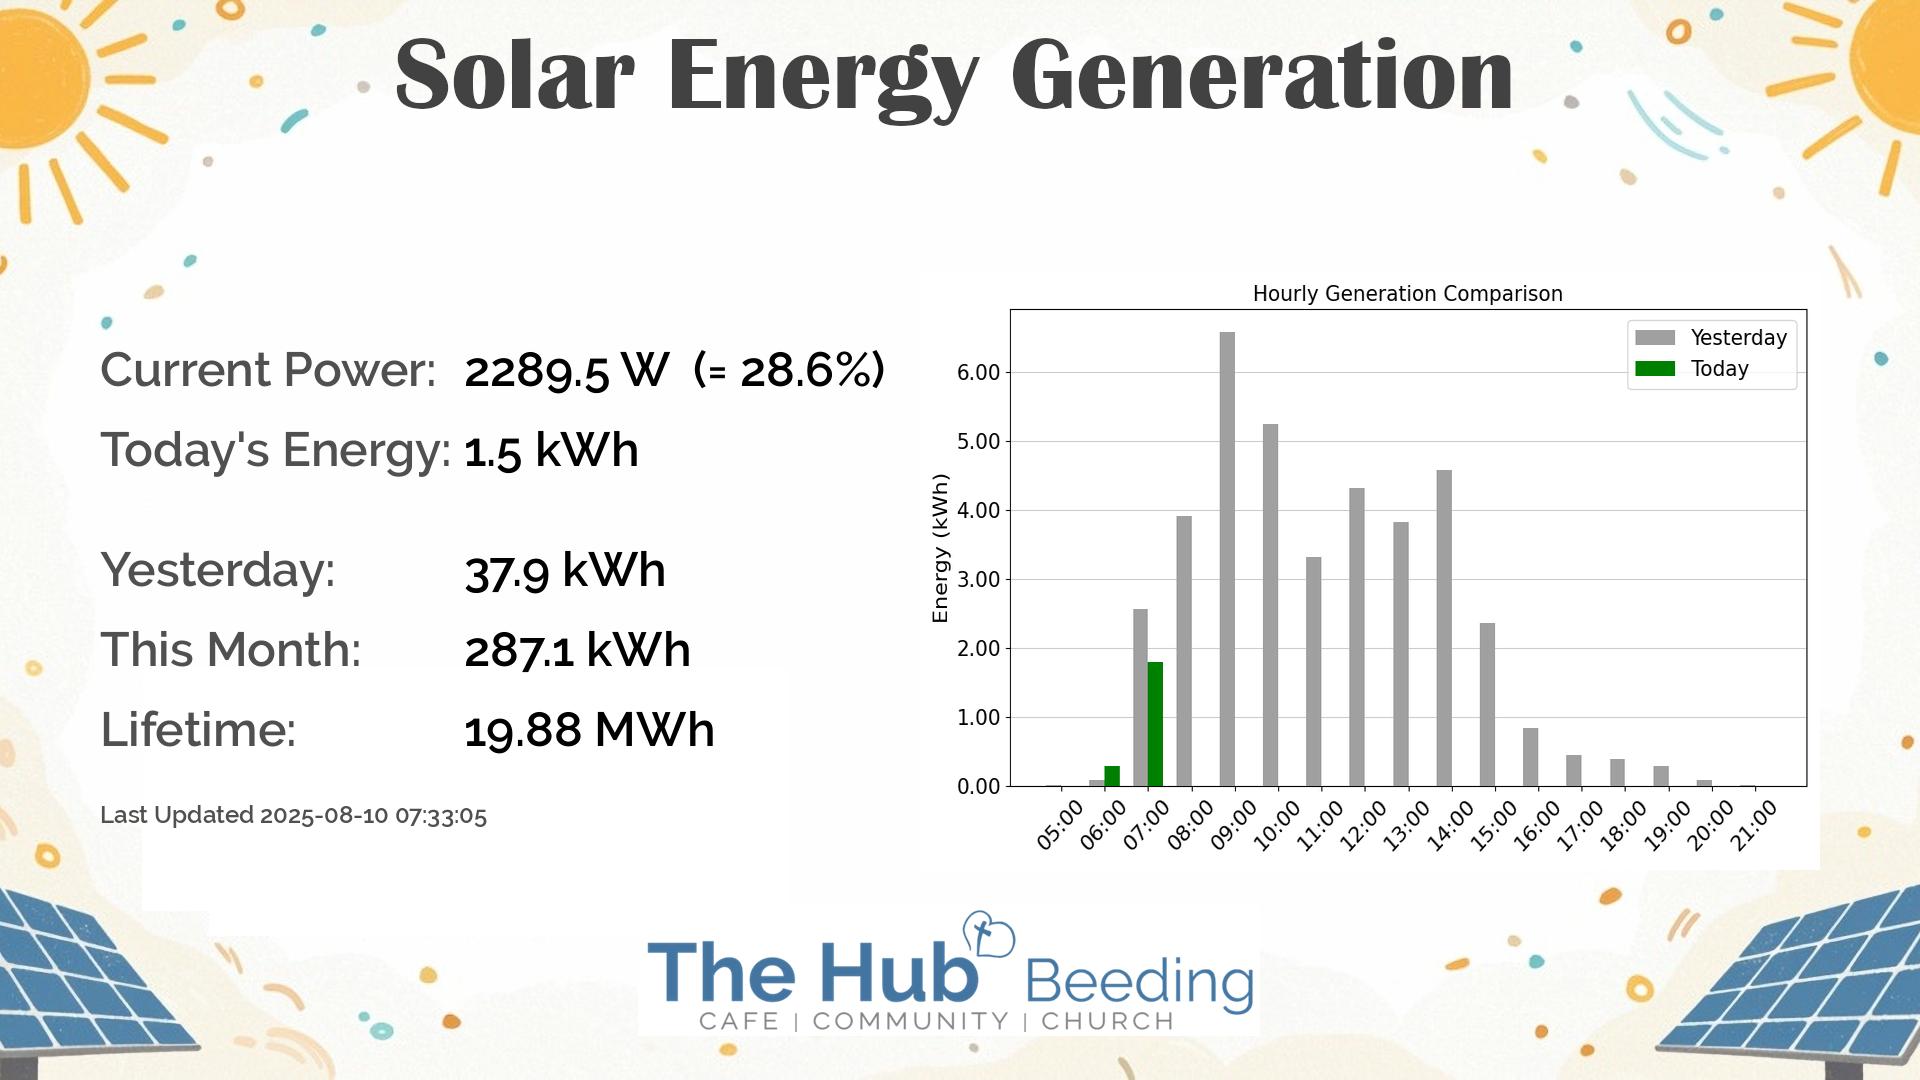 Solar Energy Generation
Hourly Generation Comparison
Yesterday
Today
Current Power: 2289.5 W (= 28.6%)
Today's Energy: 1.5 kWh
Yesterday: 37.9 kWh
This Month: 287.1 kWh
Lifetime: 19.88 MWh
Last Updated 2025-08-10 07:33:05
Energy (kWh)
6.00
5.00
4.00
3.00
2.00
1.00
0.00
05:00 06:00 07:00 08:00 09:00 10:00 11:00 12:00 13:00 14:00 15:00 16:00 17:00 18:00 19:00 20:00 21:00
The Hub Beeding
CAFE | COMMUNITY | CHURCH